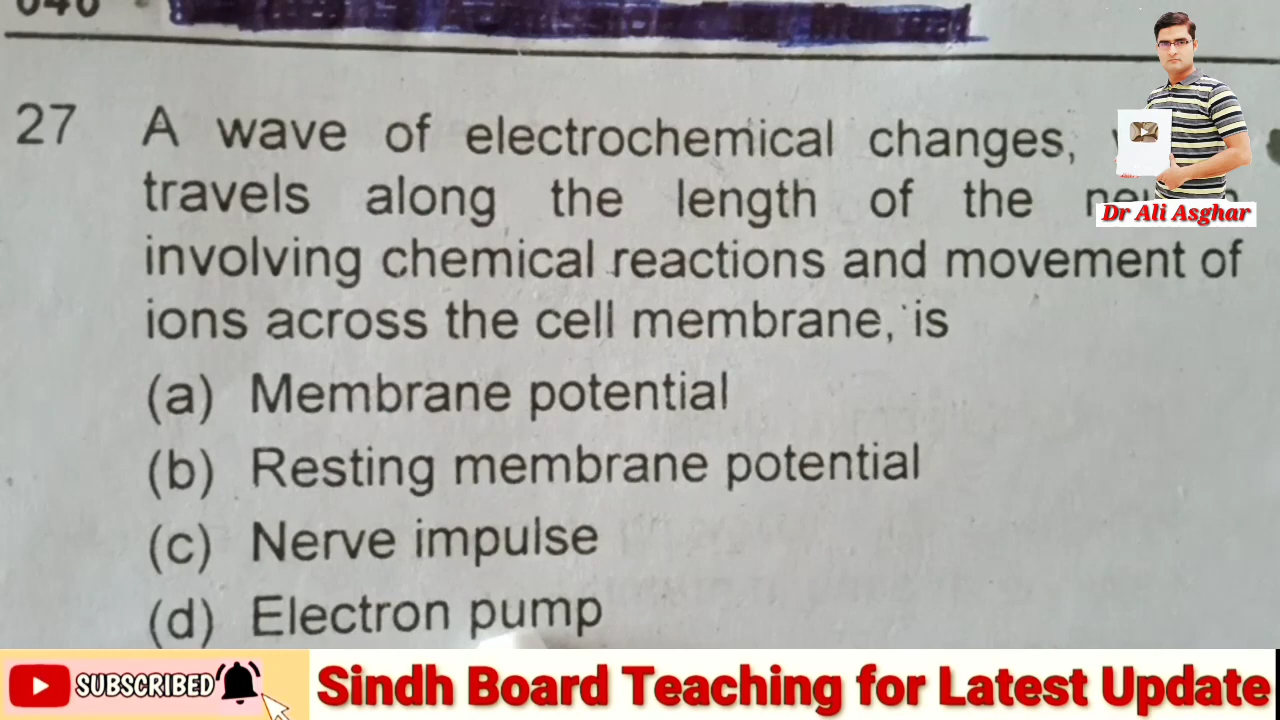 27 A wave of electrochemical changes,
travels along the length of the
involving chemical reactions and movement of
ions across the cell membrane, is
(a) Membrane potential
(b) Resting membrane potential
(c) Nerve impulse
(d) Electron pump
Dr Ali Asghar
SUBSCRIBED
Sindh Board Teaching for Latest Update